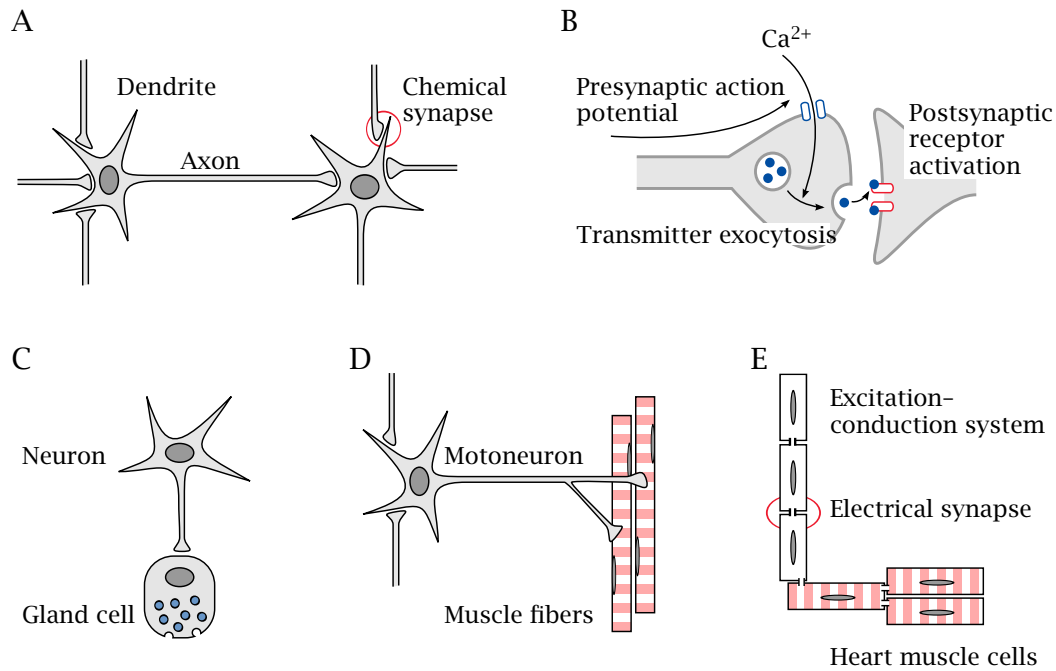 A
Dendrite
Chemical
synapse
Axon
B
Ca²⁺
Presynaptic action
potential
Postsynaptic
receptor
activation
Transmitter exocytosis
C
Neuron
Gland cell
D
Motoneuron
Muscle fibers
E
Excitation–
conduction system
Electrical synapse
Heart muscle cells